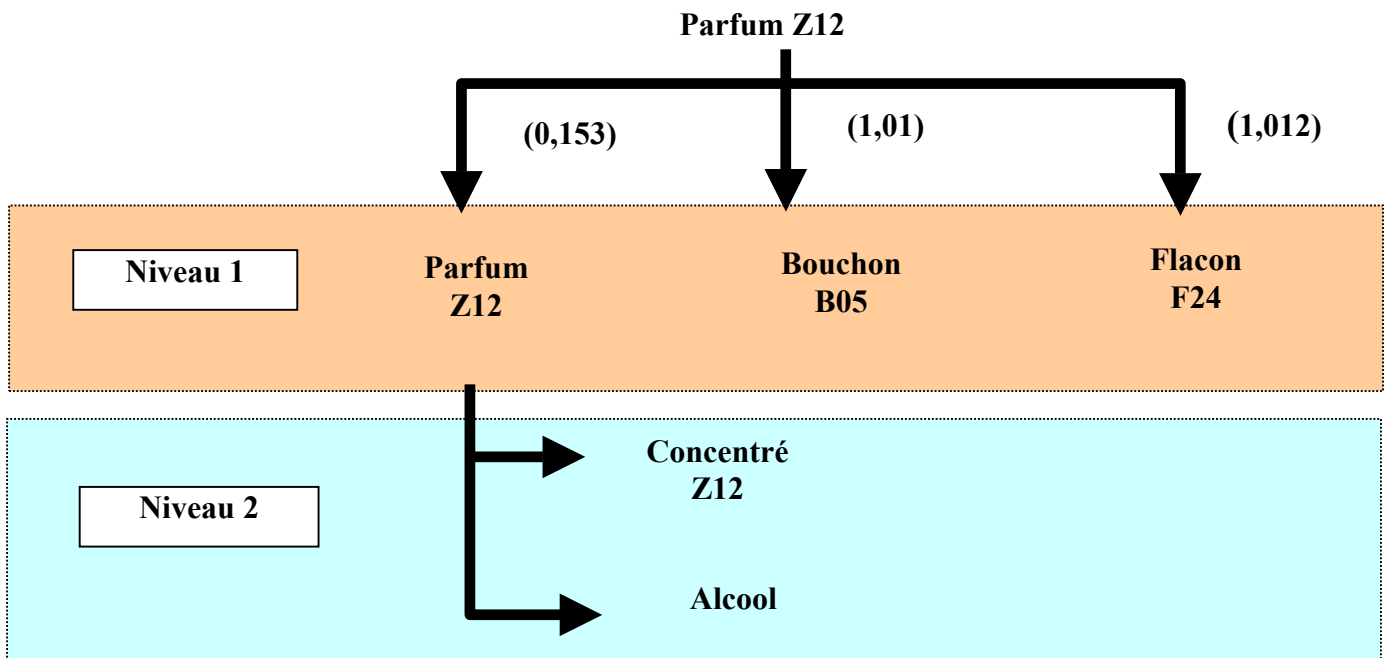 Parfum Z12
(0,153)
(1,01)
(1,012)
Niveau 1
Parfum
Z12
Bouchon
B05
Flacon
F24
Niveau 2
Concentré
Z12
Alcool